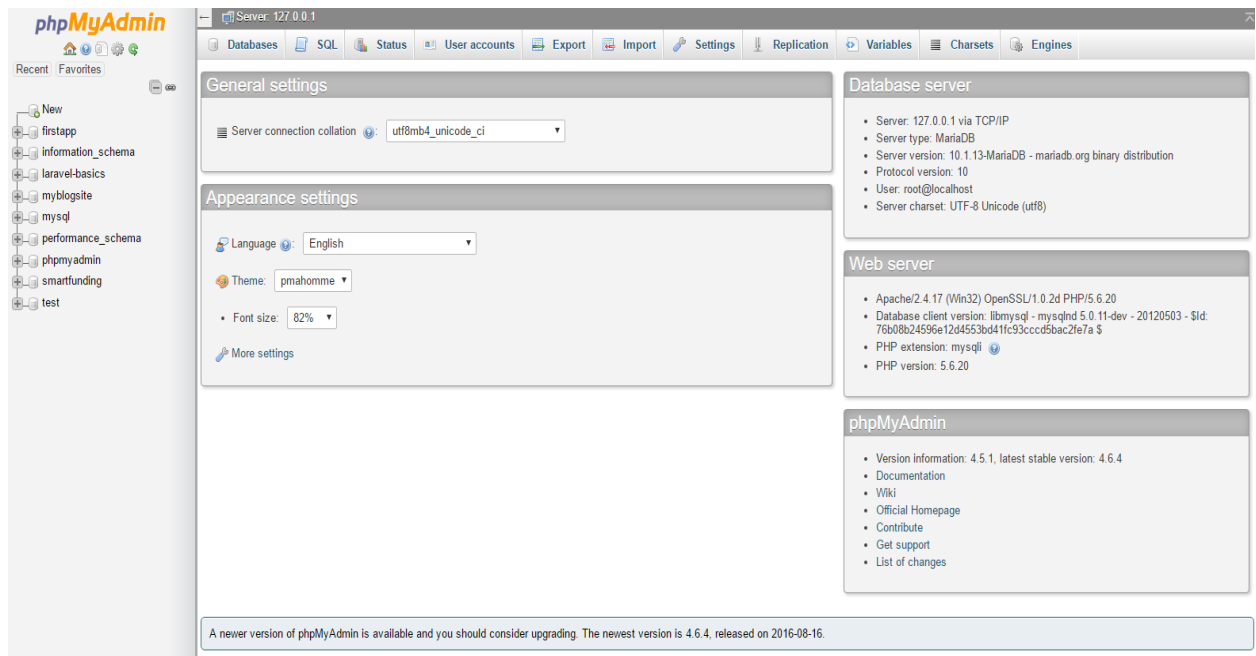 phpMyAdmin
Recent Favorites
New
firstapp
information_schema
laravel-basics
myblogsite
mysql
performance_schema
phpmyadmin
smartfunding
test
Server: 127.0.0.1
Databases SQL Status User accounts Export Import Settings Replication Variables Charsets Engines
General settings
Server connection collation : utf8mb4_unicode_ci
Appearance settings
Language : English
Theme: pmahomme
• Font size: 82%
More settings
Database server
• Server: 127.0.0.1 via TCP/IP
• Server type: MariaDB
• Server version: 10.1.13-MariaDB - mariadb.org binary distribution
• Protocol version: 10
• User: root@localhost
• Server charset: UTF-8 Unicode (utf8)
Web server
• Apache/2.4.17 (Win32) OpenSSL/1.0.2d PHP/5.6.20
• Database client version: libmysql - mysqlnd 5.0.11-dev - 20120503 - $Id:
76b08b24596e12d4553bd41fc93cccd5bac2fe7a $
• PHP extension: mysqli
• PHP version: 5.6.20
phpMyAdmin
• Version information: 4.5.1, latest stable version: 4.6.4
• Documentation
• Wiki
• Official Homepage
• Contribute
• Get support
• List of changes
A newer version of phpMyAdmin is available and you should consider upgrading. The newest version is 4.6.4, released on 2016-08-16.